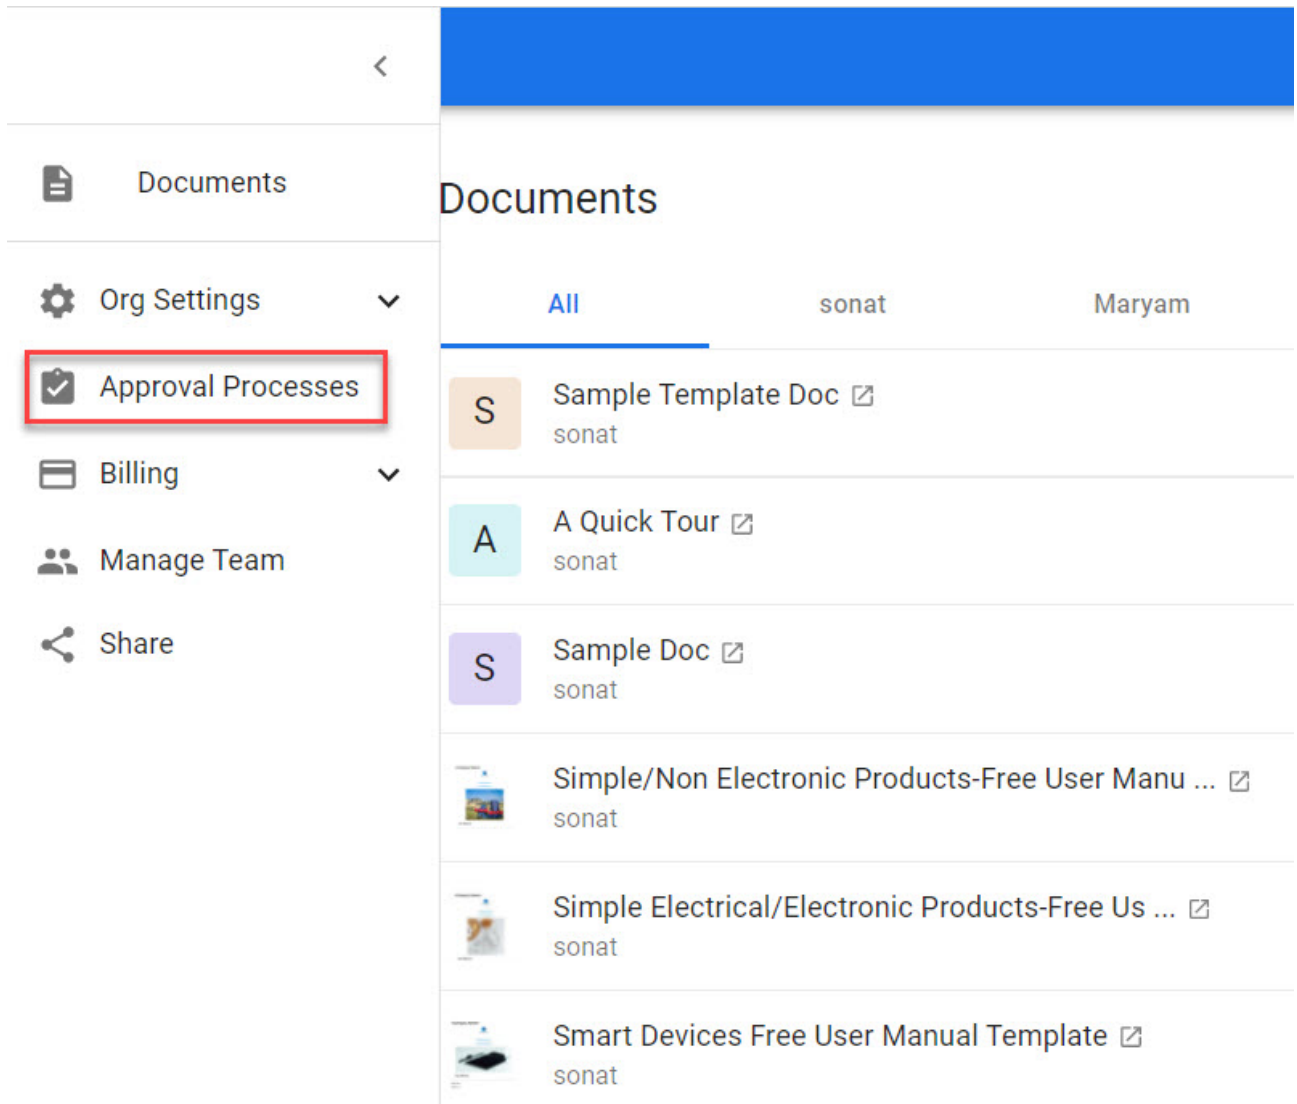 Documents
Org Settings
Approval Processes
Billing
Manage Team
Share
Documents
All
sonat
Maryam
S
Sample Template Doc
sonat
A
A Quick Tour
sonat
S
Sample Doc
sonat
Simple/Non Electronic Products-Free User Manu ...
sonat
Simple Electrical/Electronic Products-Free Us ...
sonat
Smart Devices Free User Manual Template
sonat